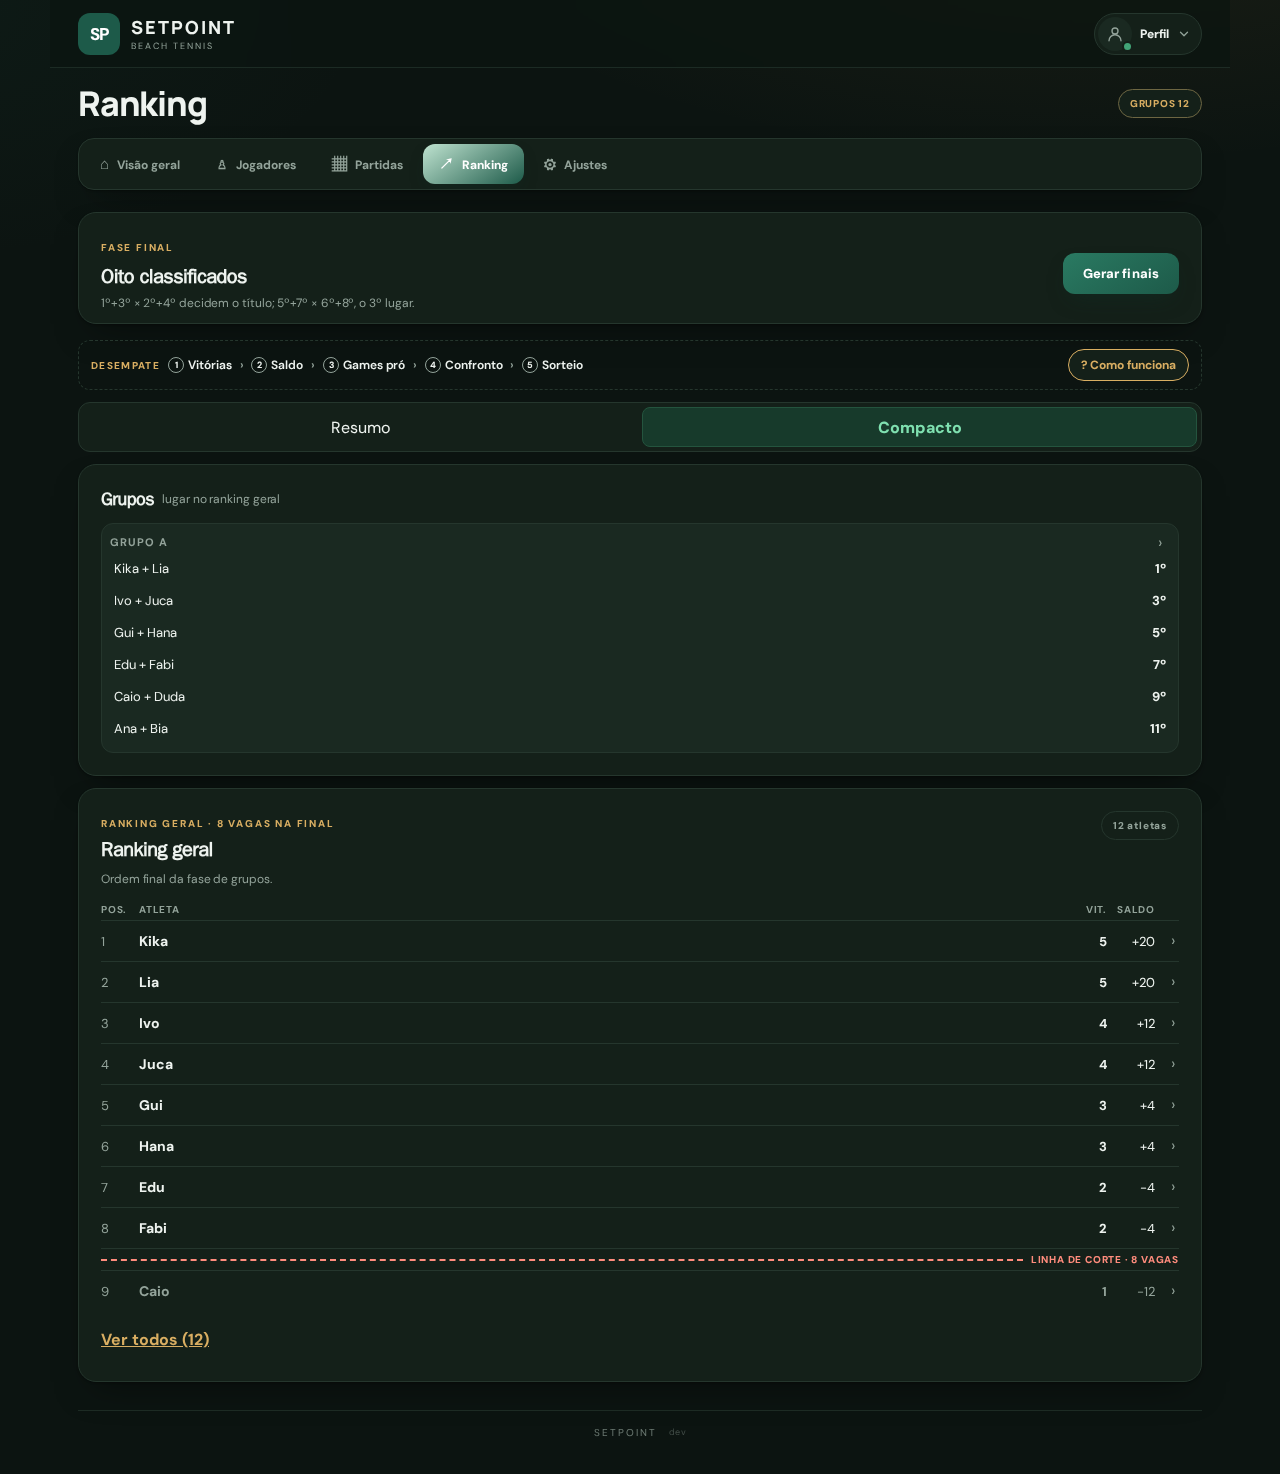 SP
SETPOINT
BEACH TENNIS
Perfil
Ranking
GRUPOS 12
Visão geral
Jogadores
Partidas
Ranking
Ajustes
FASE FINAL
Oito classificados
1º+3º × 2º+4º decidem o título; 5º+7º × 6º+8º, o 3º lugar.
Gerar finais
DESEMPATE 1 Vitórias › 2 Saldo › 3 Games pró › 4 Confronto › 5 Sorteio
? Como funciona
Resumo
Compacto
Grupos lugar no ranking geral
GRUPO A ›
Kika + Lia 1º
Ivo + Juca 3º
Gui + Hana 5º
Edu + Fabi 7º
Caio + Duda 9º
Ana + Bia 11º
RANKING GERAL · 8 VAGAS NA FINAL
12 atletas
Ranking geral
Ordem final da fase de grupos.
POS. ATLETA VIT. SALDO
1 Kika 5 +20 ›
2 Lia 5 +20 ›
3 Ivo 4 +12 ›
4 Juca 4 +12 ›
5 Gui 3 +4 ›
6 Hana 3 +4 ›
7 Edu 2 -4 ›
8 Fabi 2 -4 ›
LINHA DE CORTE · 8 VAGAS
9 Caio 1 -12 ›
Ver todos (12)
SETPOINT dev